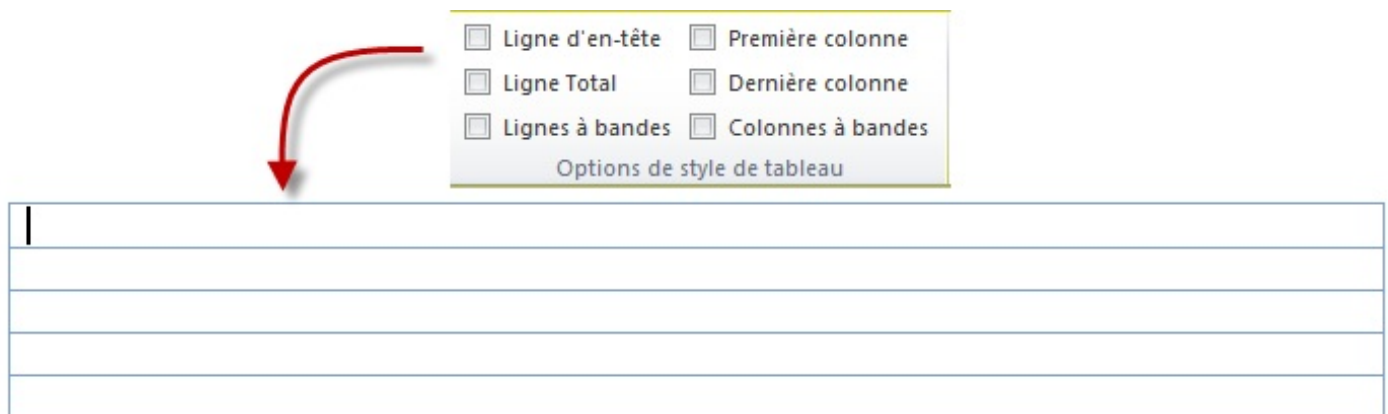 Ligne d'en-tête Première colonne
Ligne Total Dernière colonne
Lignes à bandes Colonnes à bandes
Options de style de tableau